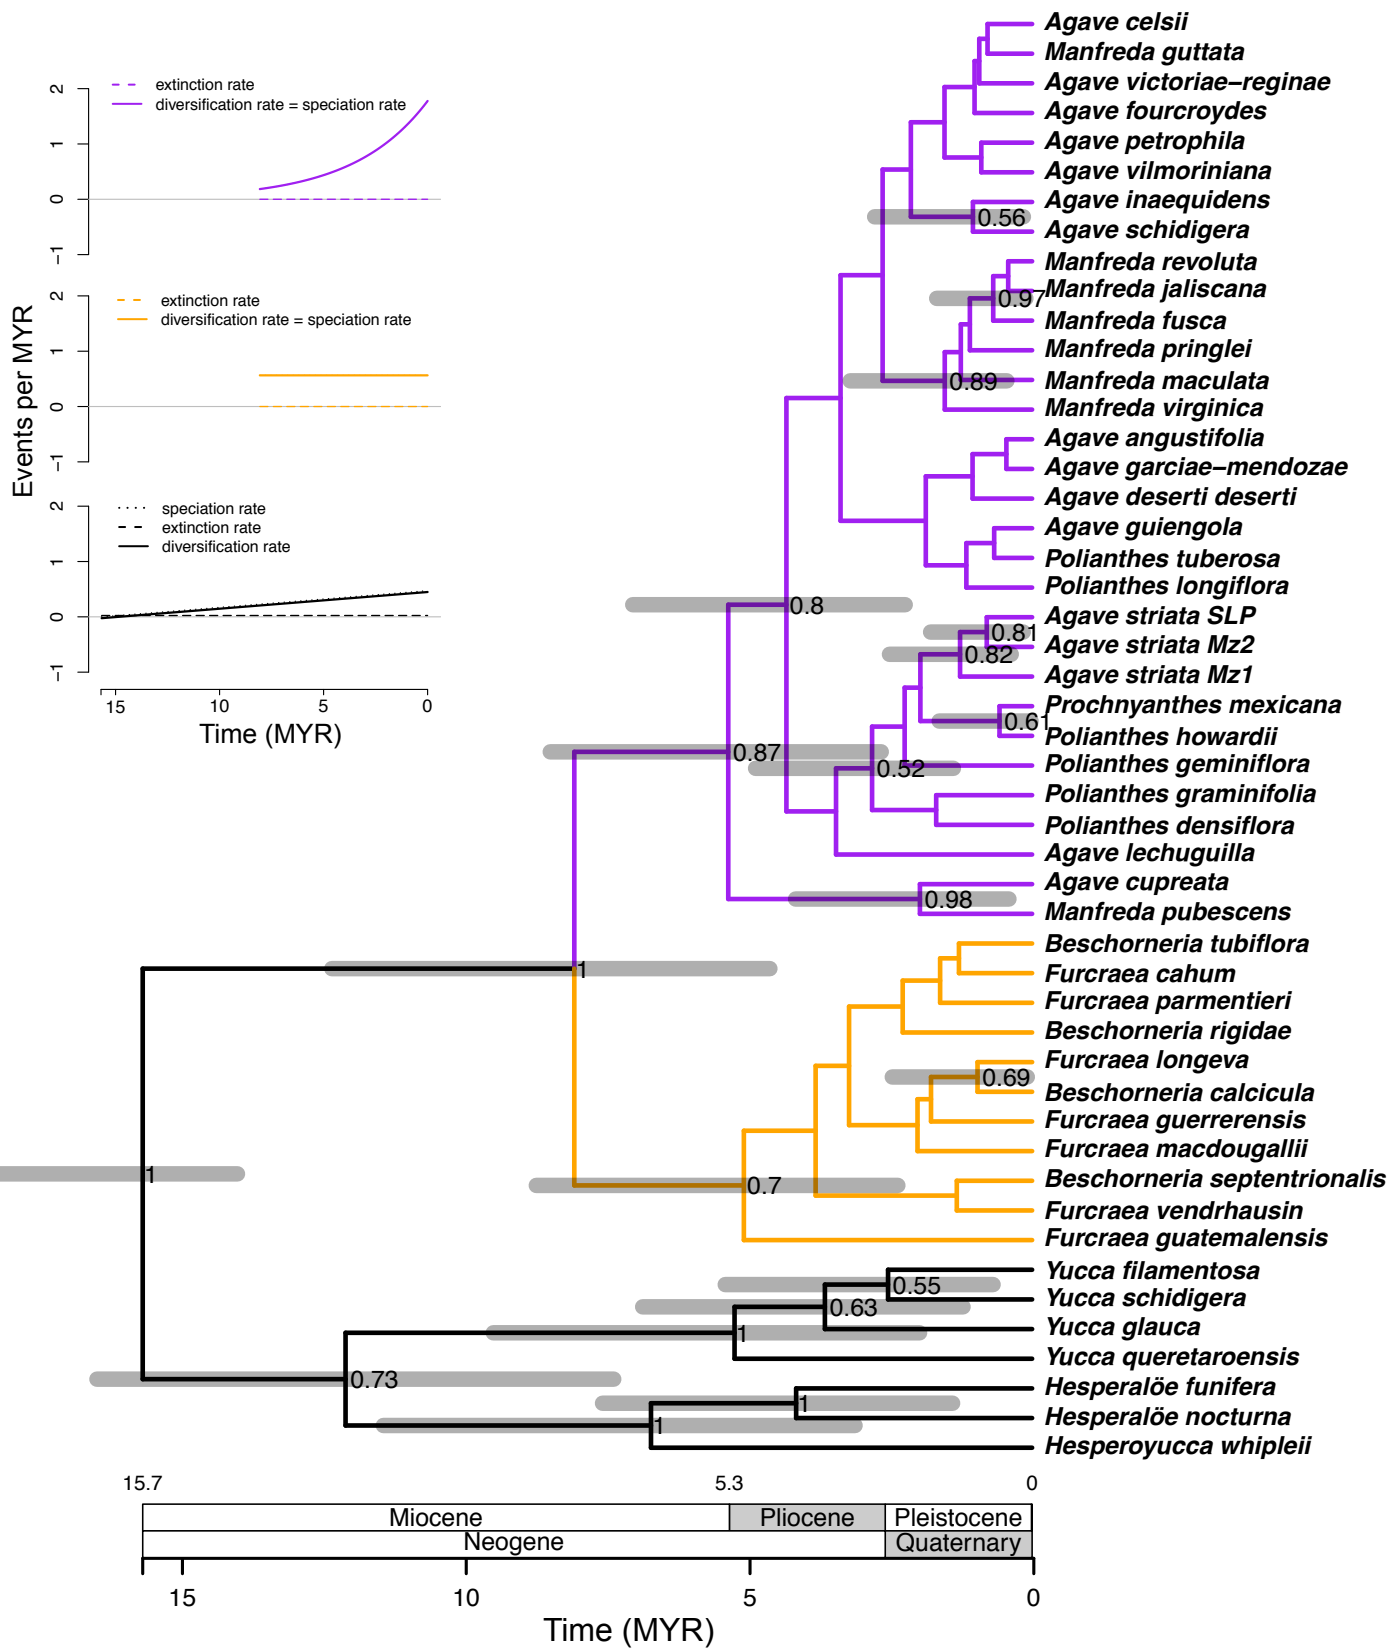 Events per MYR
extinction rate
diversification rate = speciation rate
2
1
0
−1
extinction rate
diversification rate = speciation rate
2
1
0
−1
speciation rate
extinction rate
diversification rate
2
1
0
−1
15 10 5 0
Time (MYR)
Agave celsii
Manfreda guttata
Agave victoriae−reginae
Agave fourcroydes
Agave petrophila
Agave vilmoriniana
Agave inaequidens
0.56
Agave schidigera
Manfreda revoluta
Manfreda jaliscana
0.97
Manfreda fusca
Manfreda pringlei
Manfreda maculata
0.89
Manfreda virginica
Agave angustifolia
Agave garciae−mendozae
Agave deserti deserti
Agave guiengola
Polianthes tuberosa
Polianthes longiflora
0.8
Agave striata SLP
0.81
Agave striata Mz2
0.82
Agave striata Mz1
Prochnyanthes mexicana
0.61
Polianthes howardii
0.87
Polianthes geminiflora
0.52
Polianthes graminifolia
Polianthes densiflora
Agave lechuguilla
Agave cupreata
0.98
Manfreda pubescens
Beschorneria tubiflora
1
Furcraea cahum
Furcraea parmentieri
Beschorneria rigidae
Furcraea longeva
0.69
Beschorneria calcicula
Furcraea guerrerensis
Furcraea macdougallii
1
Beschorneria septentrionalis
0.7
Furcraea vendrhausin
Furcraea guatemalensis
Yucca filamentosa
0.55
Yucca schidigera
0.63
Yucca glauca
1
Yucca queretaroensis
0.73
Hesperalöe funifera
1
Hesperalöe nocturna
1
Hesperoyucca whipleii
15.7 5.3 0
Miocene Pliocene Pleistocene
Neogene Quaternary
15 10 5 0
Time (MYR)